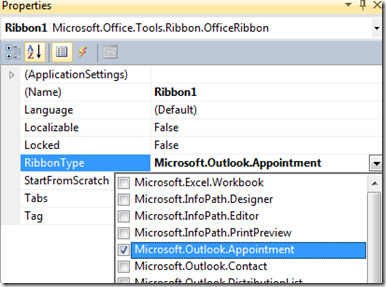 Properties
Ribbon1 Microsoft.Office.Tools.Ribbon.OfficeRibbon
(ApplicationSettings)
(Name) Ribbon1
Language (Default)
Localizable False
Locked False
RibbonType Microsoft.Outlook.Appointment
StartFromScratch
Tabs
Tag
Microsoft.Excel.Workbook
Microsoft.InfoPath.Designer
Microsoft.InfoPath.Editor
Microsoft.InfoPath.PrintPreview
Microsoft.Outlook.Appointment
Microsoft.Outlook.Contact
Microsoft.Outlook.DistributionList